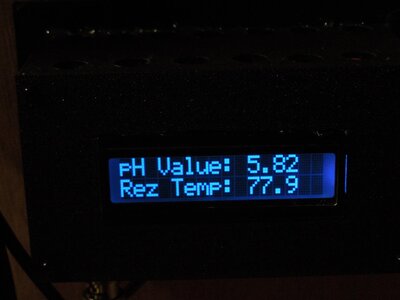 pH Value: 5.82
Rez Temp: 77.9